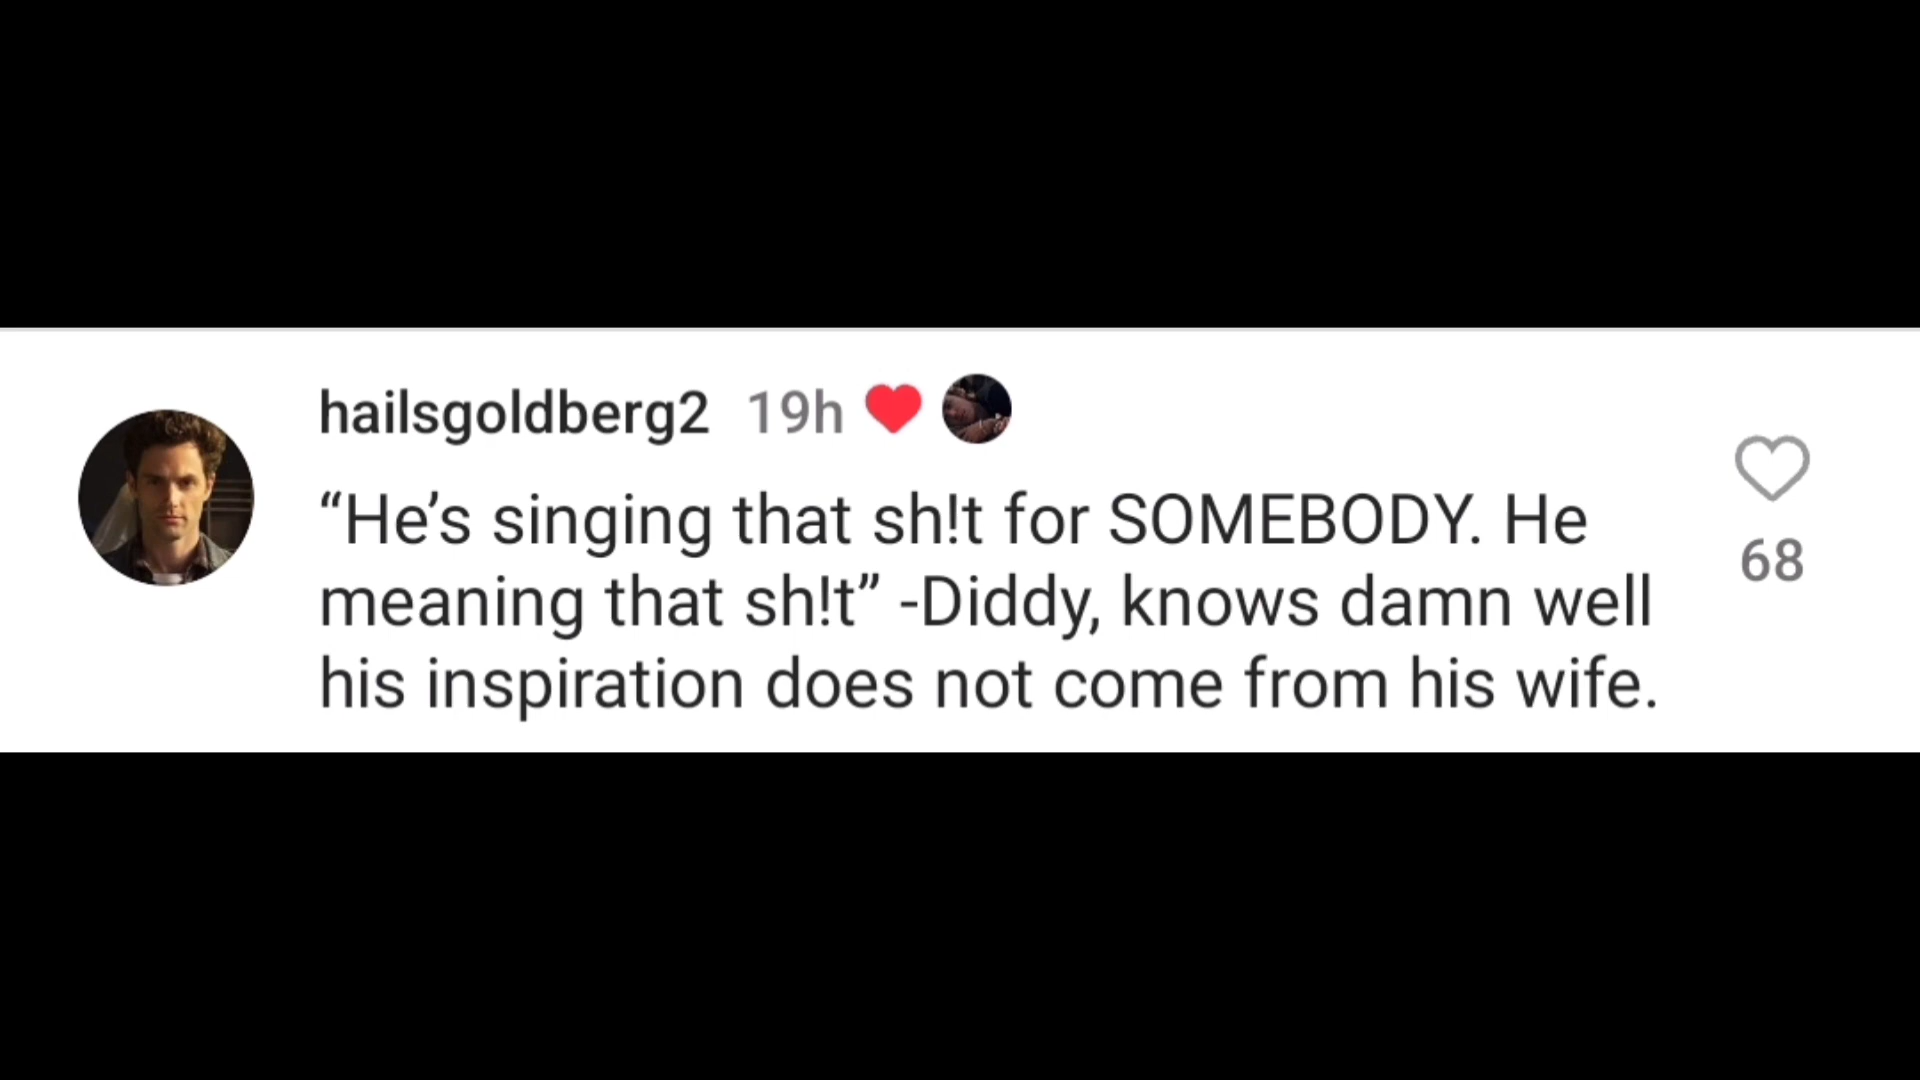 hailsgoldberg2 19h
“He’s singing that sh!t for SOMEBODY. He
meaning that sh!t” -Diddy, knows damn well
his inspiration does not come from his wife.
68